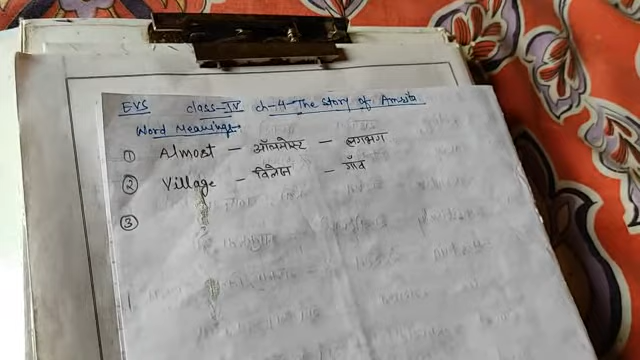 EVS class-IV ch-4-The story of Amrita
Word Meanings-
① Almost - ऑलमोस्ट - लगभग
② Village - विलेज - गाँव
③